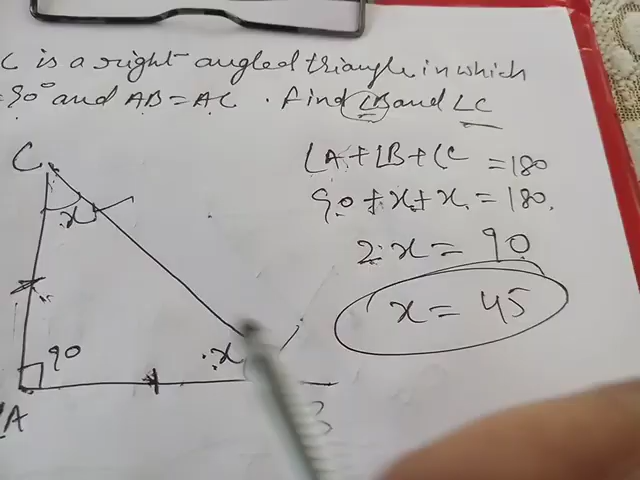 C is a right angled triangle in which
= 90° and AB = AC . Find ∠B and ∠C
∠A + ∠B + ∠C = 180
90 + x + x = 180.
2x = 90
x = 45
C
x
90
x
∠A
B